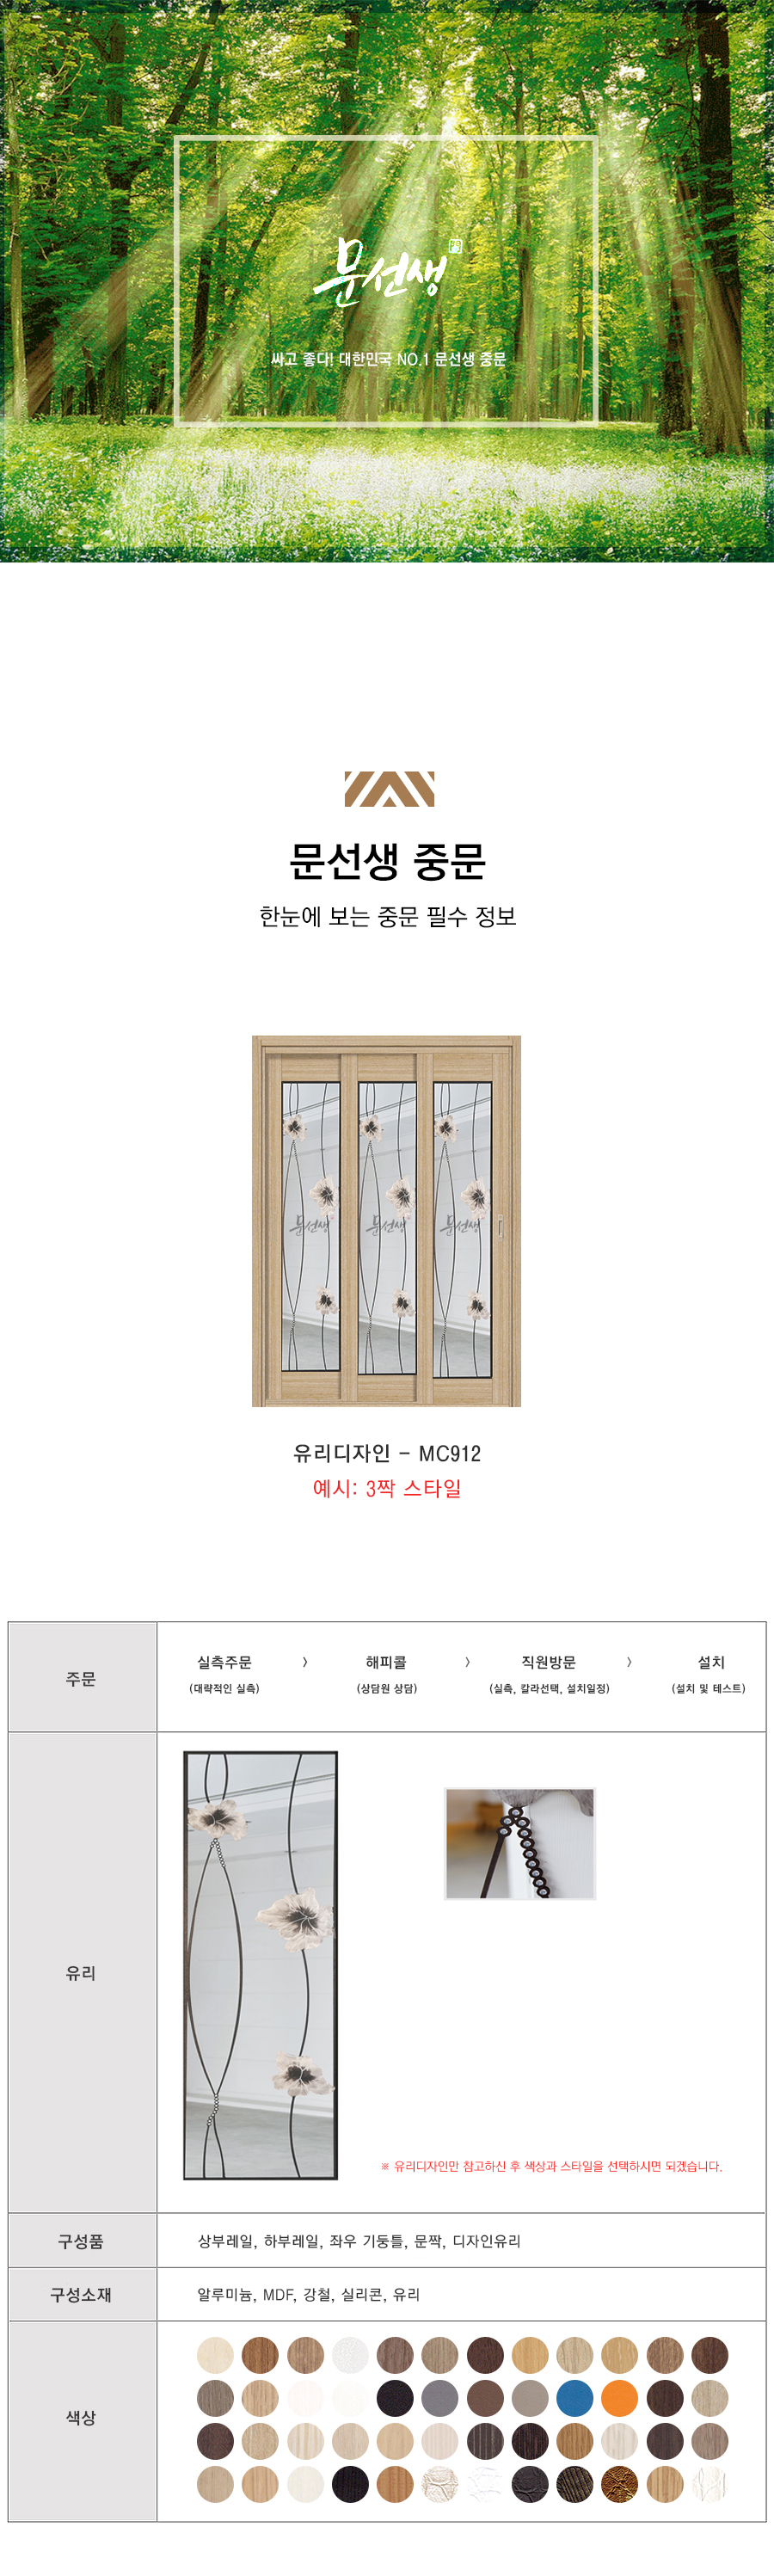 문선생
싸고 좋다! 대한민국 NO.1 문선생 중문
문선생 중문
한눈에 보는 중문 필수 정보
문선생 문선생 문선생
유리디자인 - MC912
예시: 3짝 스타일
주문
실측주문 > 해피콜 > 직원방문 > 설치
(대략적인 실측) (상담원 상담) (실측, 칼라선택, 설치일정) (설치 및 테스트)
유리
※ 유리디자인만 참고하신 후 색상과 스타일을 선택하시면 되겠습니다.
구성품
상부레일, 하부레일, 좌우 기둥틀, 문짝, 디자인유리
구성소재
알루미늄, MDF, 강철, 실리콘, 유리
색상